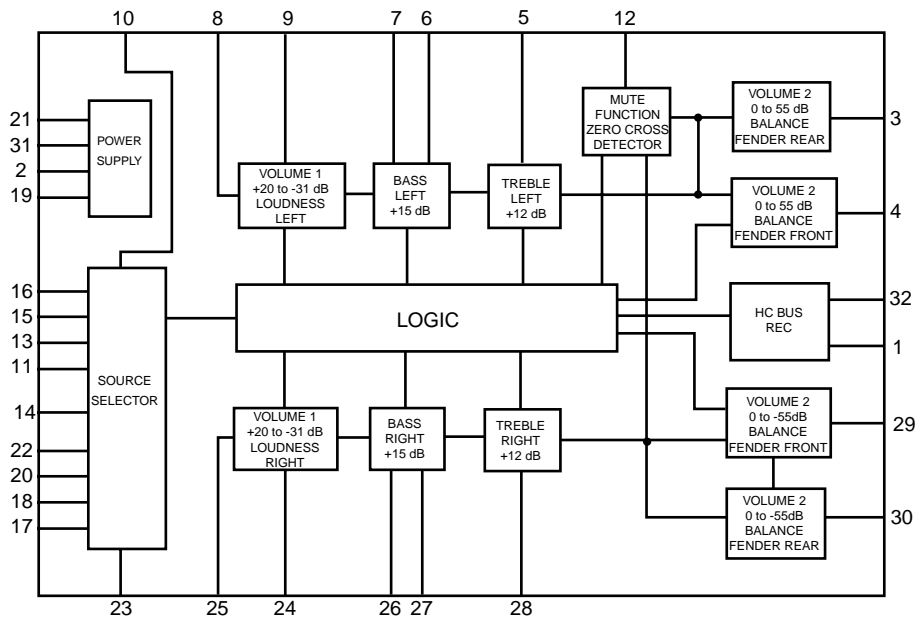 10
8
9
7
6
5
12
21
31
2
19
POWER
SUPPLY
VOLUME 1
+20 to -31 dB
LOUDNESS
LEFT
BASS
LEFT
+15 dB
TREBLE
LEFT
+12 dB
MUTE
FUNCTION
ZERO CROSS
DETECTOR
VOLUME 2
0 to 55 dB
BALANCE
FENDER REAR
3
VOLUME 2
0 to 55 dB
BALANCE
FENDER FRONT
4
16
15
13
11
14
22
20
18
17
SOURCE
SELECTOR
LOGIC
HC BUS
REC
32
1
VOLUME 1
+20 to -31 dB
LOUDNESS
RIGHT
BASS
RIGHT
+15 dB
TREBLE
RIGHT
+12 dB
VOLUME 2
0 to -55dB
BALANCE
FENDER FRONT
29
VOLUME 2
0 to -55dB
BALANCE
FENDER REAR
30
23
25
24
26
27
28